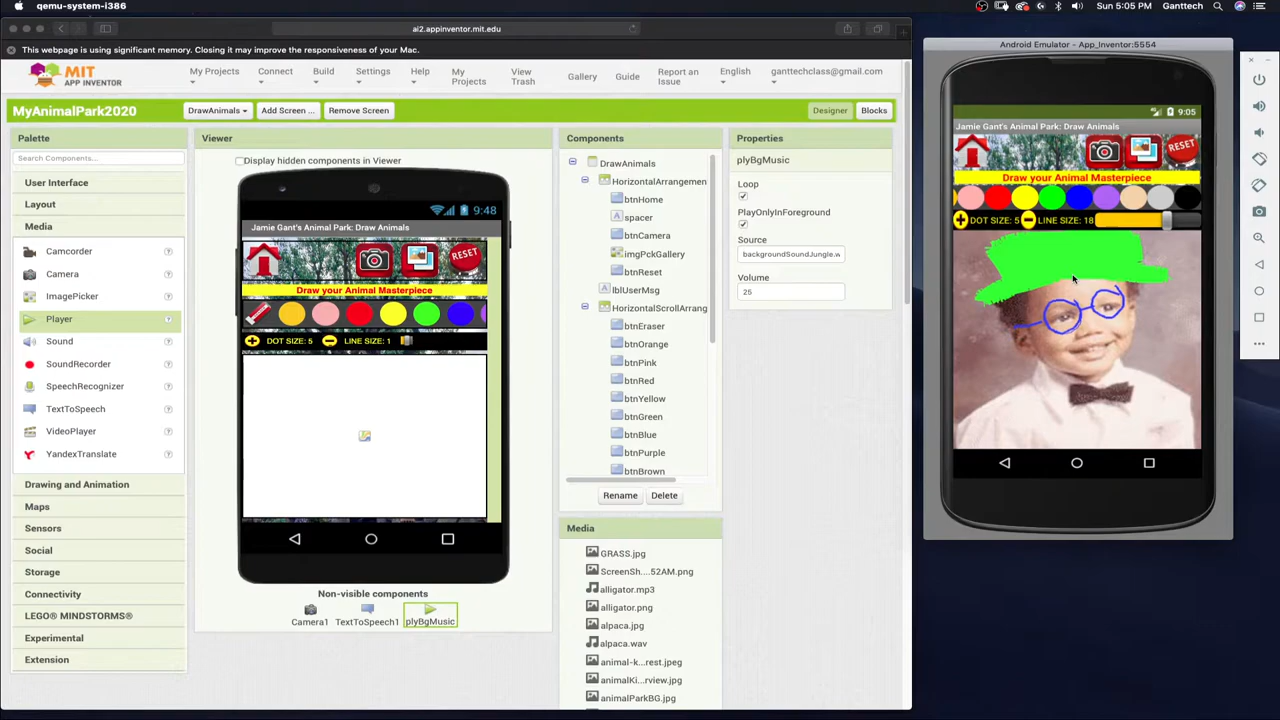 qemu-system-i386
Sun 5:05 PM Ganttech
ai2.appinventor.mit.edu
This webpage is using significant memory. Closing it may improve the responsiveness of your Mac.
MIT APP INVENTOR
My Projects
Connect
Build
Settings
Help
My Projects
View Trash
Gallery
Guide
Report an Issue
English
ganttechclass@gmail.com
MyAnimalPark2020
DrawAnimals
Add Screen ...
Remove Screen
Designer
Blocks
Palette
Search Components...
User Interface
Layout
Media
Camcorder
Camera
ImagePicker
Player
Sound
SoundRecorder
SpeechRecognizer
TextToSpeech
VideoPlayer
YandexTranslate
Drawing and Animation
Maps
Sensors
Social
Storage
Connectivity
LEGO® MINDSTORMS®
Experimental
Extension
Viewer
Display hidden components in Viewer
9:48
Jamie Gant's Animal Park: Draw Animals
RESET
Draw your Animal Masterpiece
DOT SIZE: 5 LINE SIZE: 1
Non-visible components
Camera1
TextToSpeech1
plyBgMusic
Components
DrawAnimals
HorizontalArrangemen
btnHome
spacer
btnCamera
imgPckGallery
btnReset
lblUserMsg
HorizontalScrollArrang
btnEraser
btnOrange
btnPink
btnRed
btnYellow
btnGreen
btnBlue
btnPurple
btnBrown
Rename
Delete
Media
GRASS.jpg
ScreenSh....52AM.png
alligator.mp3
alligator.png
alpaca.jpg
alpaca.wav
animal-k...rest.jpeg
animalKi...rview.jpg
animalParkBG.jpg
Properties
plyBgMusic
Loop
PlayOnlyInForeground
Source
backgroundSoundJungle.w
Volume
25
Android Emulator - App_Inventor:5554
9:05
Jamie Gant's Animal Park: Draw Animals
RESET
Draw your Animal Masterpiece
DOT SIZE: 5 LINE SIZE: 18